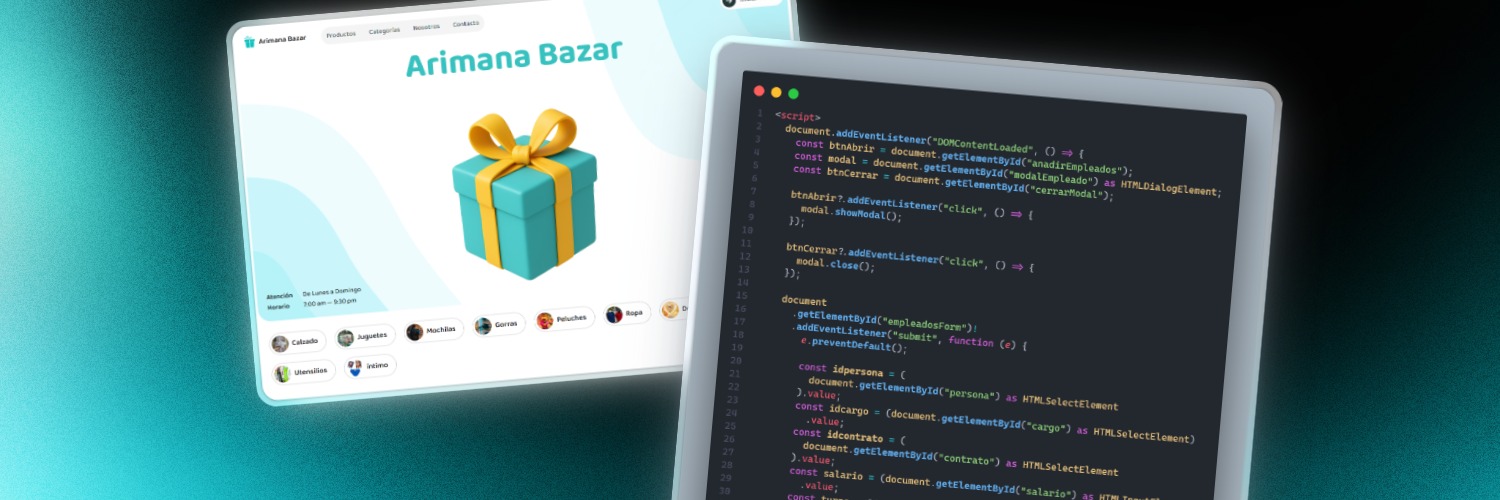 Arimana Bazar
Productos Categorías Nosotros Contacto
Arimana Bazar
Atención De Lunes a Domingo
Horario 7:00 am — 9:30 pm
Calzado Juguetes Mochilas Gorras Peluches Ropa
Utensilios íntimo
1 <script>
2 document.addEventListener("DOMContentLoaded", () => {
3 const btnAbrir = document.getElementById("anadirEmpleados");
4 const modal = document.getElementById("modalEmpleado") as HTMLDialogElement;
5 const btnCerrar = document.getElementById("cerrarModal");
6
7 btnAbrir?.addEventListener("click", () => {
8 modal.showModal();
9 });
10
11 btnCerrar?.addEventListener("click", () => {
12 modal.close();
13 });
14
15 document
16 .getElementById("empleadosForm")!
17 .addEventListener("submit", function (e) {
18 e.preventDefault();
19
20 const idpersona = (
21 document.getElementById("persona") as HTMLSelectElement
22 ).value;
23 const idcargo = (document.getElementById("cargo") as HTMLSelectElement)
24 .value;
25 const idcontrato = (
26 document.getElementById("contrato") as HTMLSelectElement
27 ).value;
28 const salario = (document.getElementById("salario") as
29 .value;
30 const